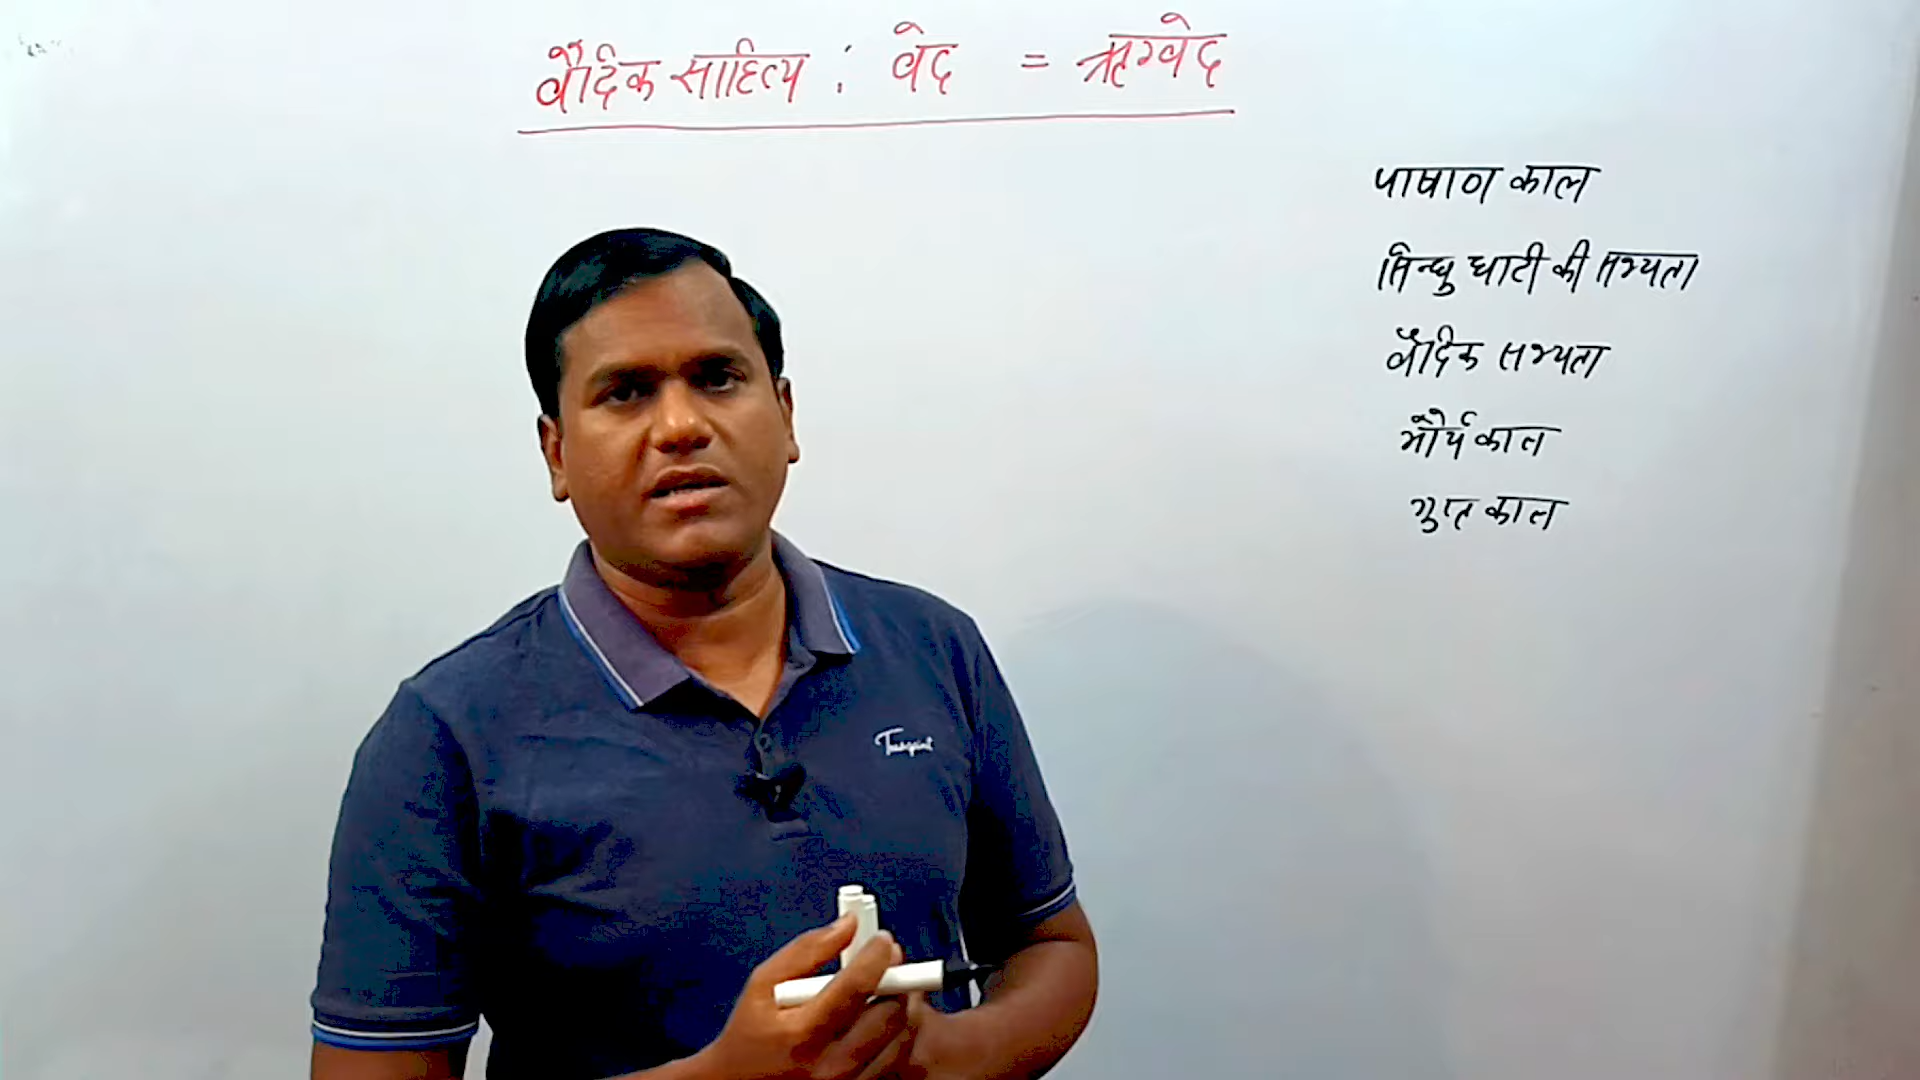 वैदिक साहित्य : वेद = ऋग्वेद
पाषाण काल
सिन्धु घाटी की सभ्यता
वैदिक सभ्यता
मौर्य काल
गुप्त काल